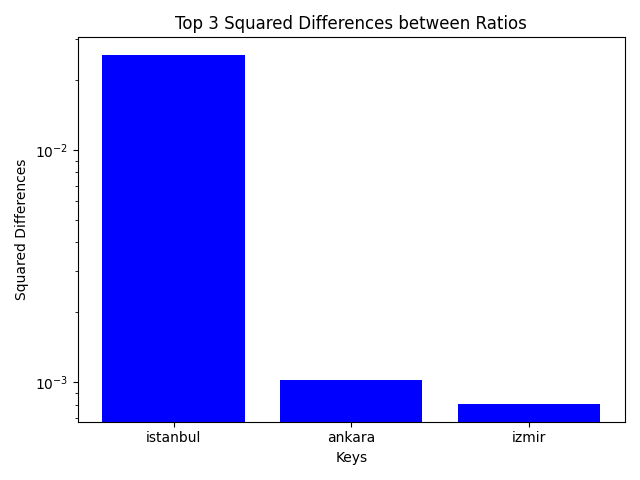 Top 3 Squared Differences between Ratios
Squared Differences
10⁻²
10⁻³
istanbul ankara izmir
Keys